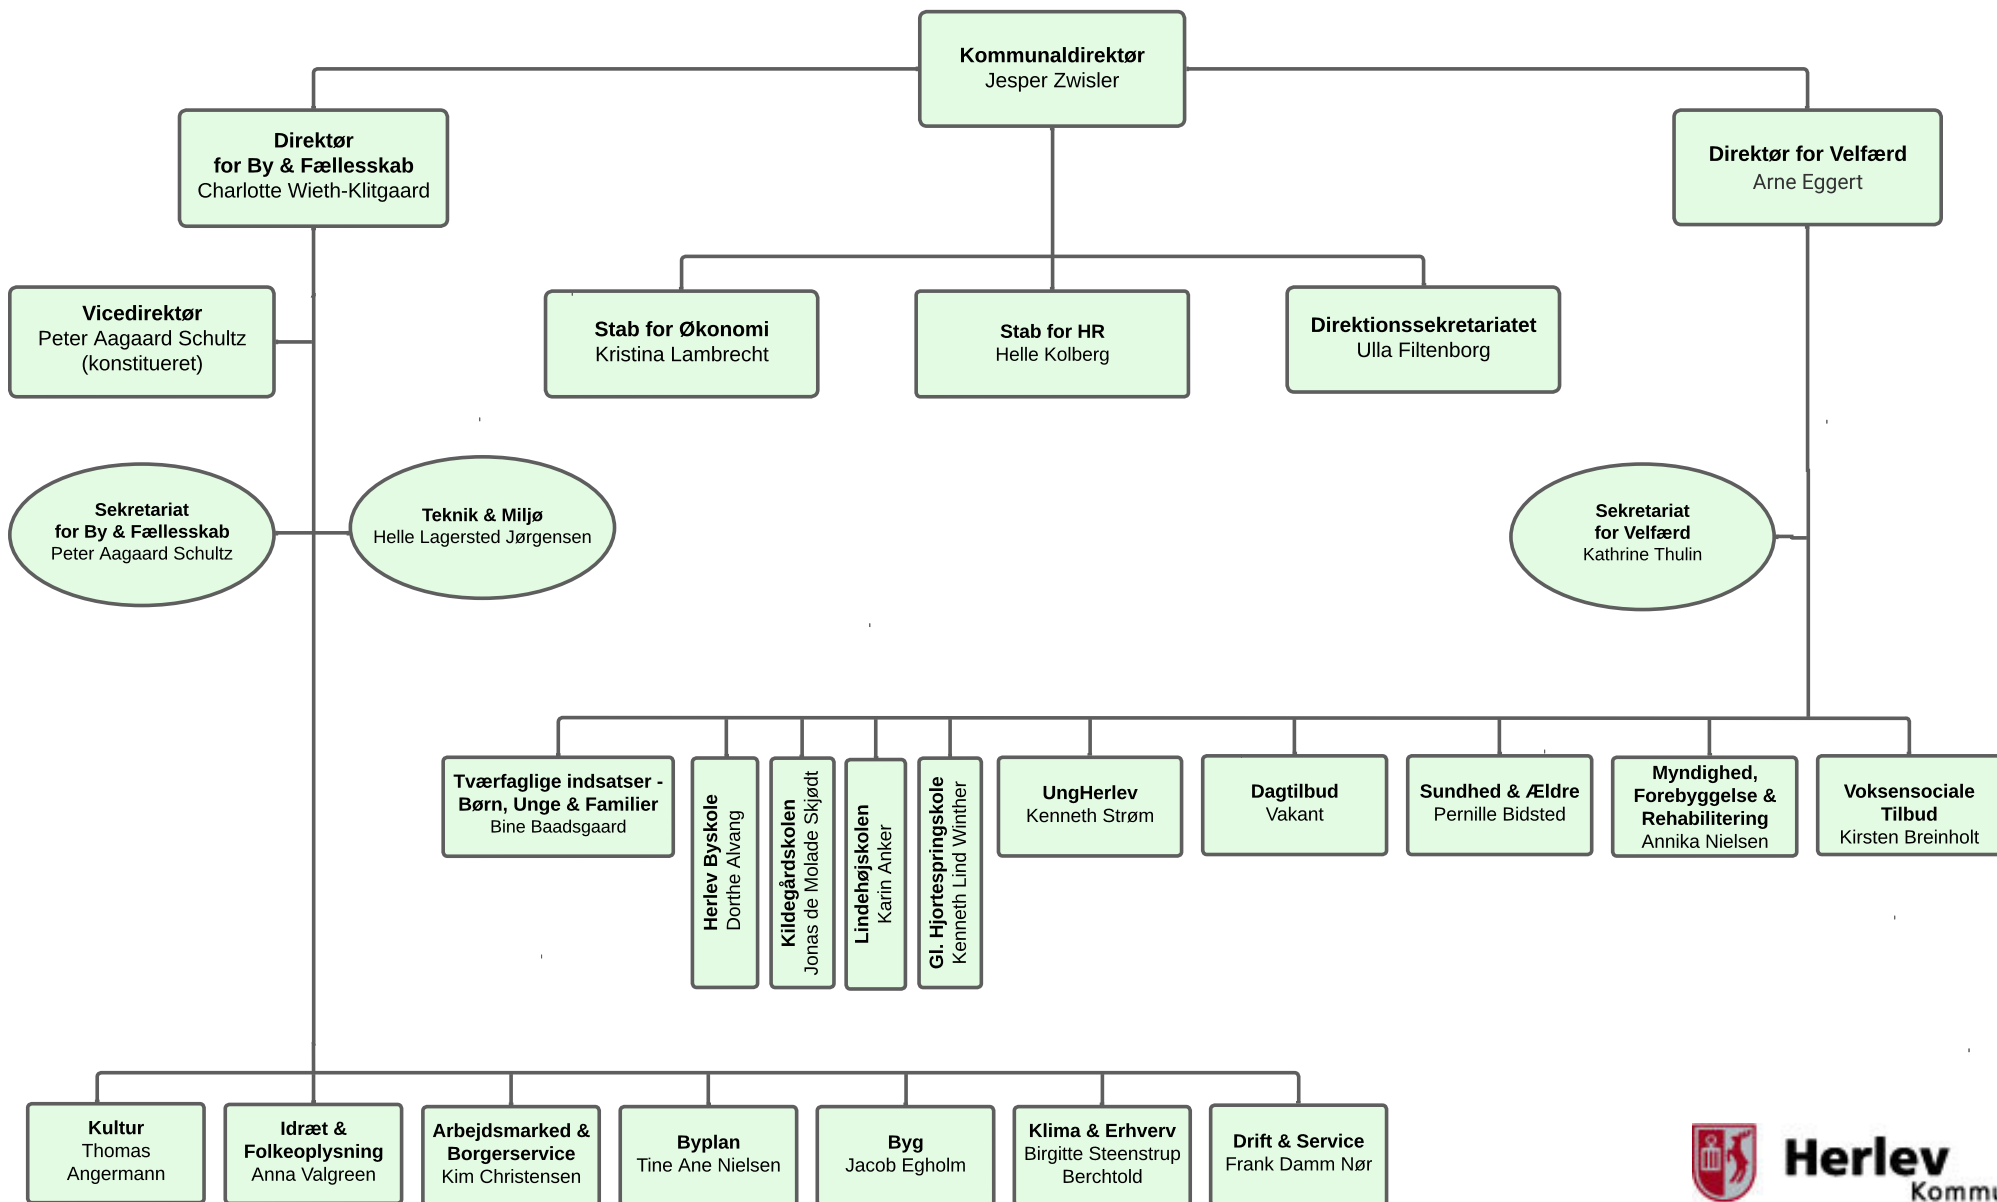 Kommunaldirektør
Jesper Zwisler
Direktør
for By & Fællesskab
Charlotte Wieth-Klitgaard
Direktør for Velfærd
Arne Eggert
Vicedirektør
Peter Aagaard Schultz
(konstitueret)
Stab for Økonomi
Kristina Lambrecht
Stab for HR
Helle Kolberg
Direktionssekretariatet
Ulla Filtenborg
Sekretariat
for By & Fællesskab
Peter Aagaard Schultz
Teknik & Miljø
Helle Lagersted Jørgensen
Sekretariat
for Velfærd
Kathrine Thulin
Tværfaglige indsatser -
Børn, Unge & Familier
Bine Baadsgaard
Herlev Byskole
Dorthe Alvang
Kildegårdskolen
Jonas de Molade Skjødt
Lindehøjskolen
Karin Anker
Gl. Hjortespringskole
Kenneth Lind Winther
UngHerlev
Kenneth Strøm
Dagtilbud
Vakant
Sundhed & Ældre
Pernille Bidsted
Myndighed,
Forebyggelse &
Rehabilitering
Annika Nielsen
Voksensociale
Tilbud
Kirsten Breinholt
Kultur
Thomas
Angermann
Idræt &
Folkeoplysning
Anna Valgreen
Arbejdsmarked &
Borgerservice
Kim Christensen
Byplan
Tine Ane Nielsen
Byg
Jacob Egholm
Klima & Erhverv
Birgitte Steenstrup
Berchtold
Drift & Service
Frank Damm Nør
Herlev
Kommu